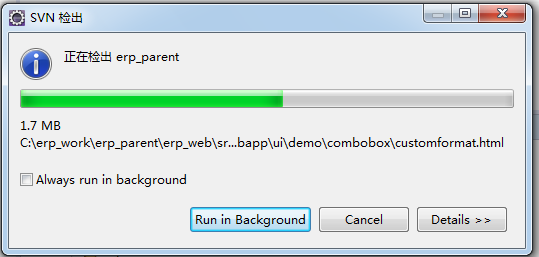 SVN 检出
正在检出 erp_parent
1.7 MB
C:\erp_work\erp_parent\erp_web\sr...bapp\ui\demo\combobox\customformat.html
Always run in background
Run in Background
Cancel
Details >>